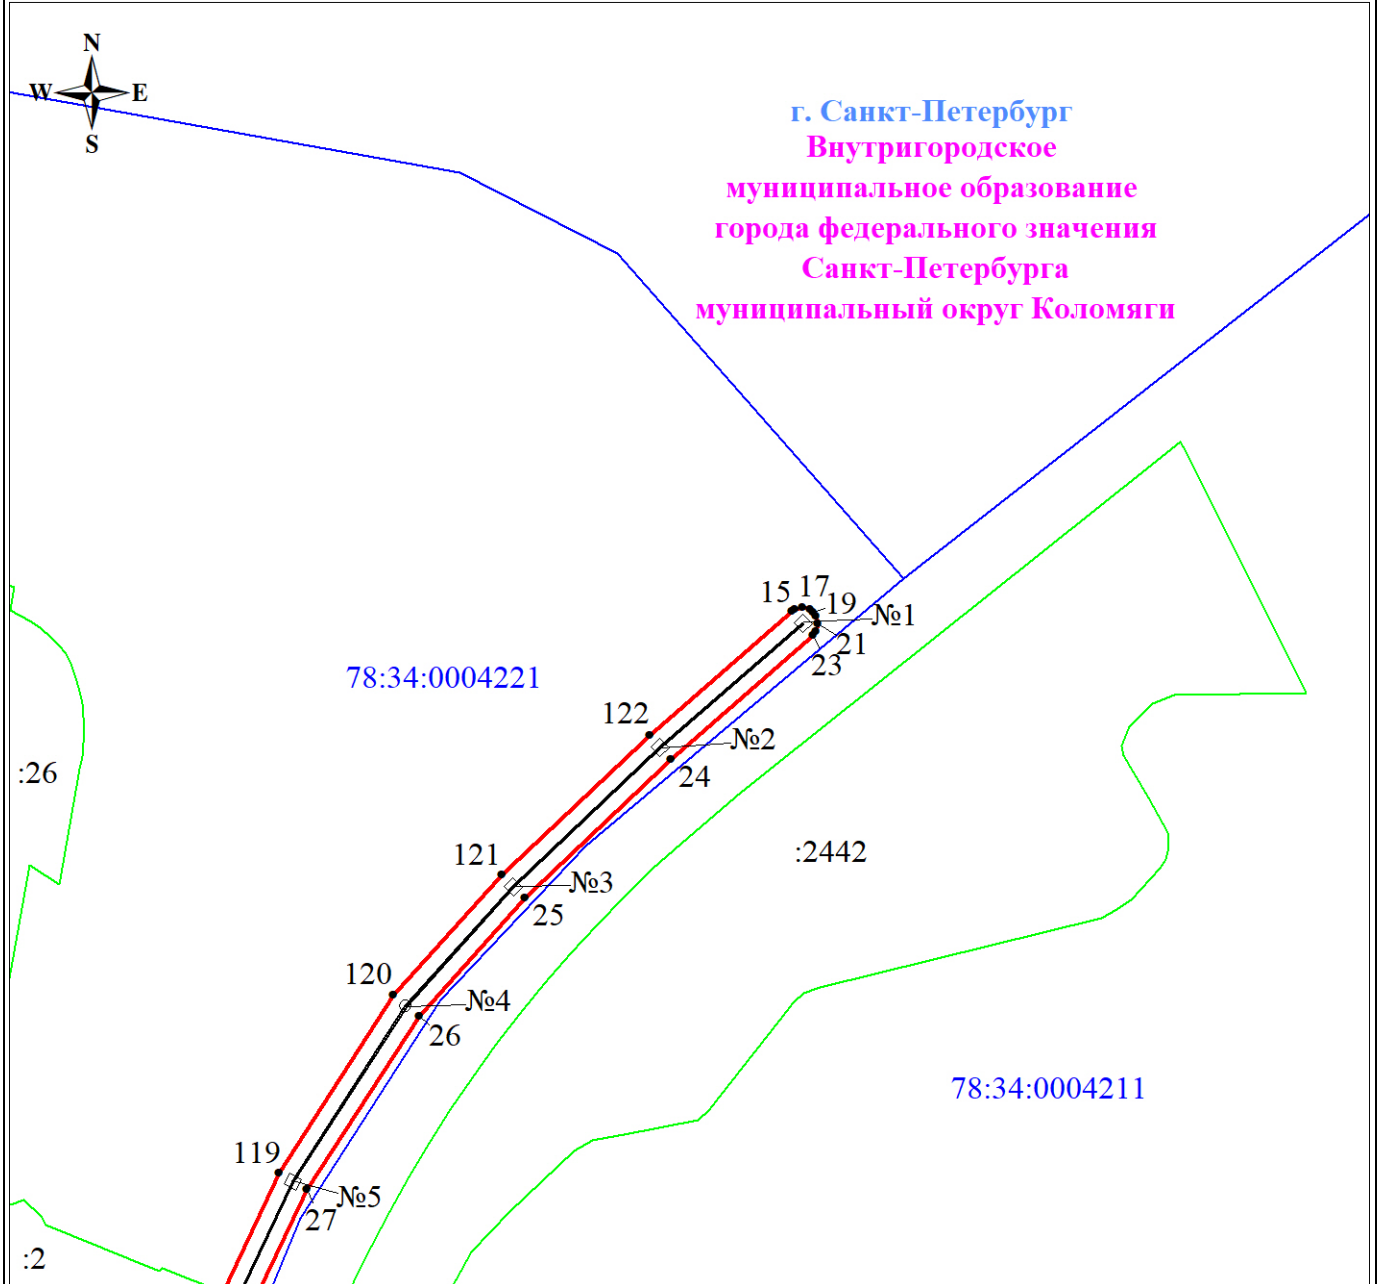 N
W E
S
г. Санкт-Петербург
Внутригородское
муниципальное образование
города федерального значения
Санкт-Петербурга
муниципальный округ Коломяги
15 17
19
№1
21
23
78:34:0004221
122
№2
24
:26
121
:2442
№3
25
120
№4
26
78:34:0004211
119
№5
27
:2